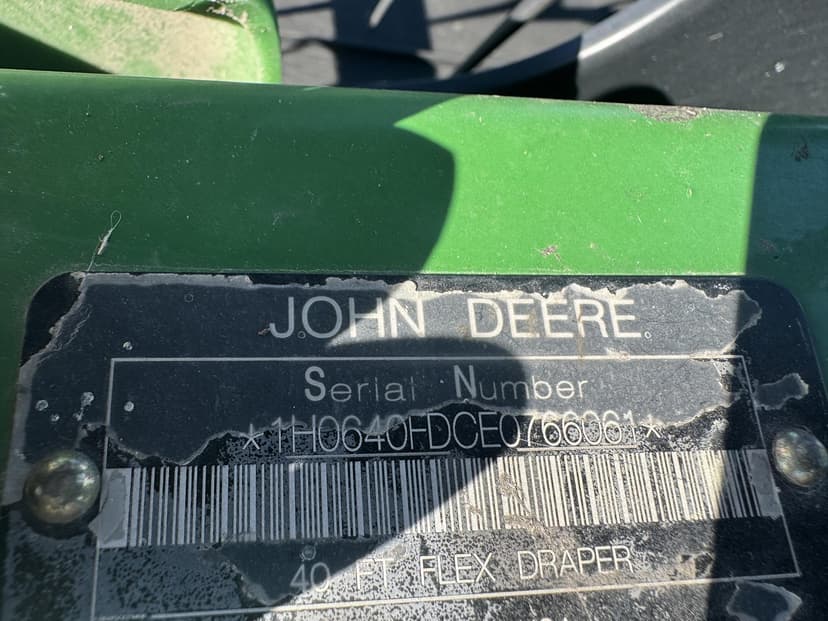 JOHN DEERE
Serial Number
*1H0640FDCE0766061*
40 FT FLEX DRAPER